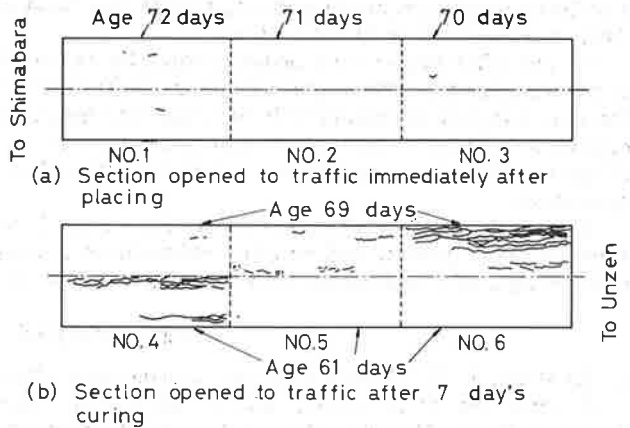 Age 72 days 71 days 70 days
To Shimabara
NO.1 NO.2 NO.3
(a) Section opened to traffic immediately after
placing
Age 69 days
To Unzen
NO.4 NO.5 NO.6
Age 61 days
(b) Section opened to traffic after 7 day's
curing